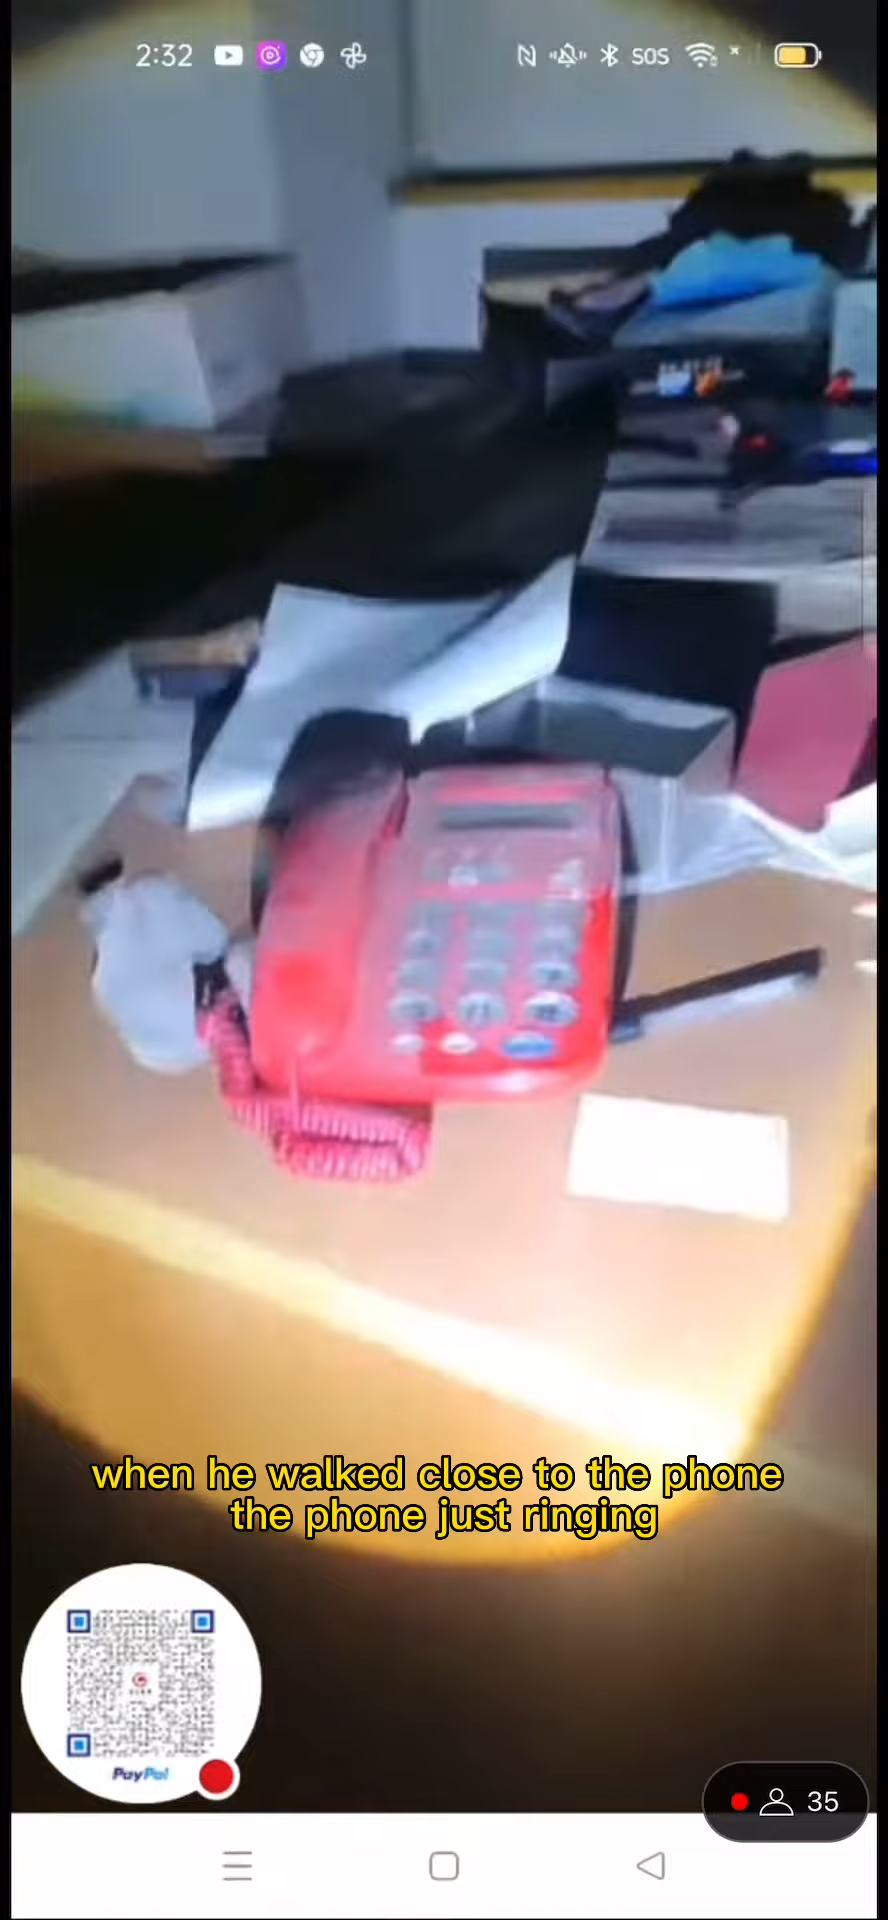 2:32
SOS
when he walked close to the phone
the phone just ringing
PayPal
35